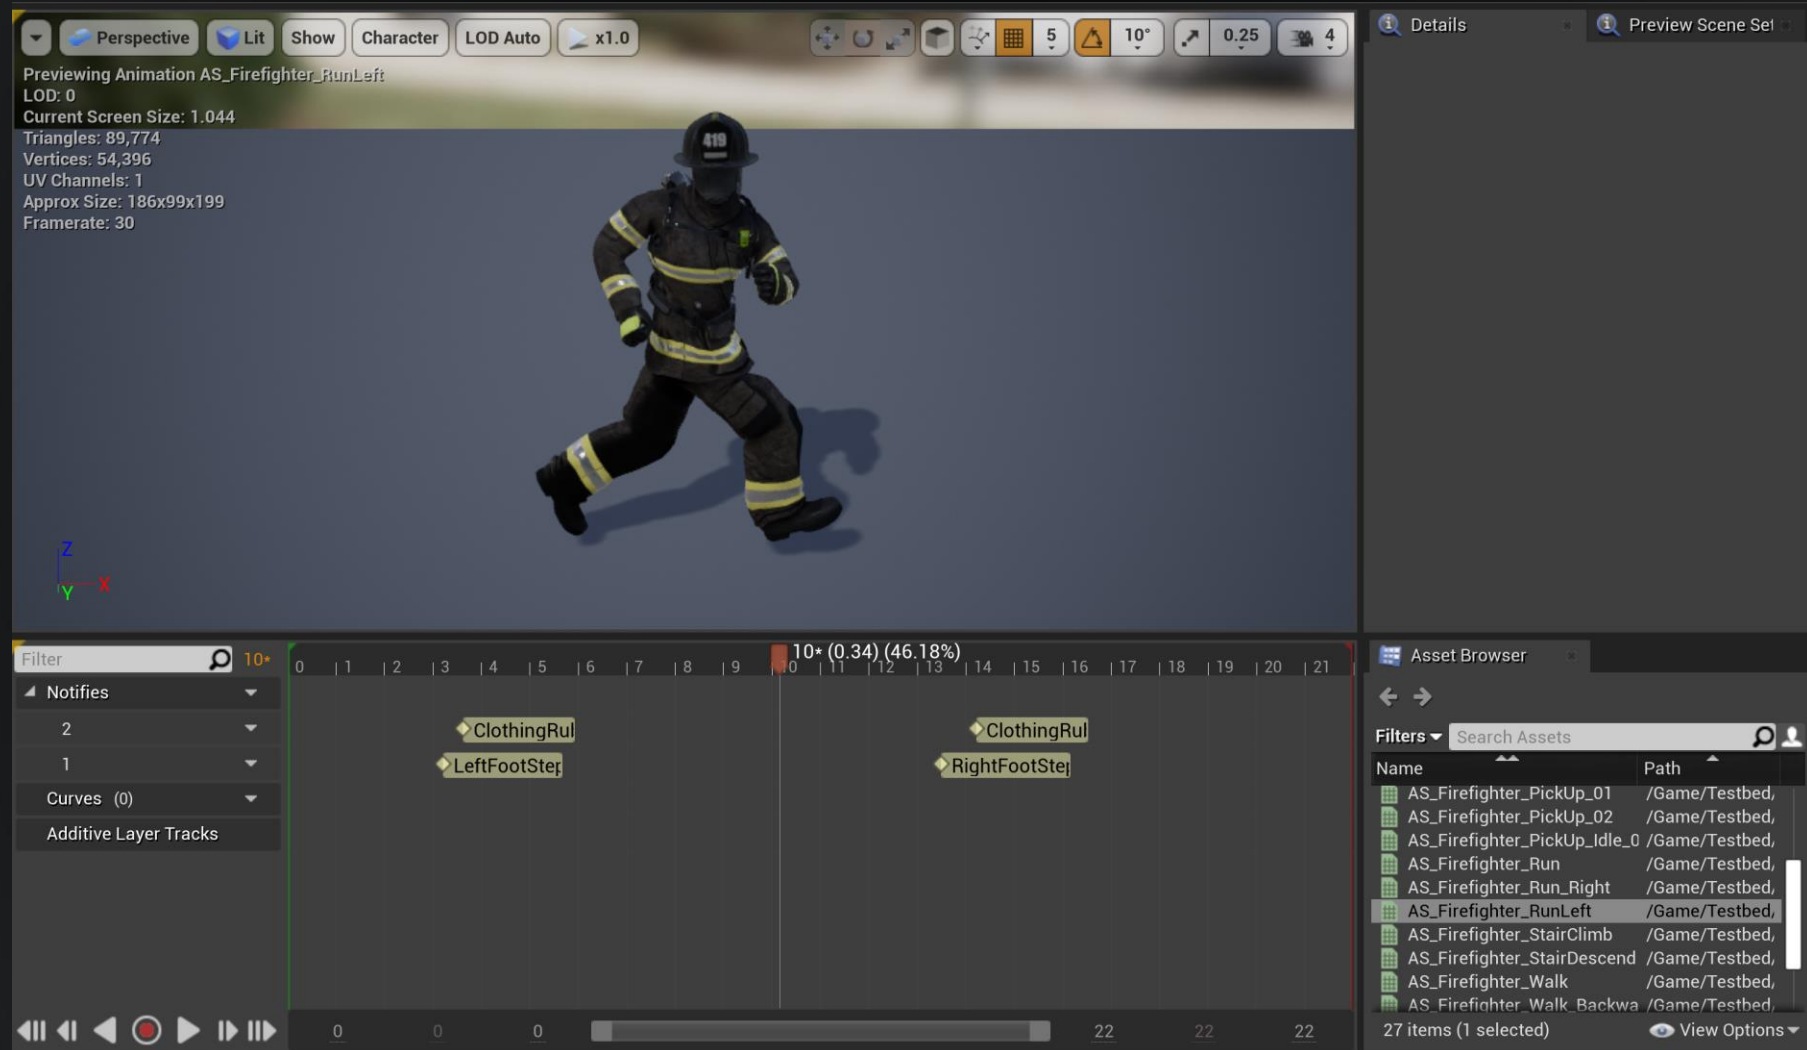 Perspective
Lit
Show
Character
LOD Auto
x1.0
5
10°
0.25
4
Previewing Animation AS_Firefighter_RunLeft
LOD: 0
Current Screen Size: 1.044
Triangles: 89,774
Vertices: 54,396
UV Channels: 1
Approx Size: 186x99x199
Framerate: 30
419
Z
X
Y
Details
Preview Scene Set
Filter
10*
10* (0.34) (46.18%)
0 1 2 3 4 5 6 7 8 9 10 11 12 13 14 15 16 17 18 19 20 21
Notifies
2
ClothingRul
ClothingRul
1
LeftFootStep
RightFootStep
Curves (0)
Additive Layer Tracks
0 0 0 22 22 22
Asset Browser
Filters
Search Assets
Name Path
AS_Firefighter_PickUp_01 /Game/Testbed/
AS_Firefighter_PickUp_02 /Game/Testbed/
AS_Firefighter_PickUp_Idle_0 /Game/Testbed/
AS_Firefighter_Run /Game/Testbed/
AS_Firefighter_Run_Right /Game/Testbed/
AS_Firefighter_RunLeft /Game/Testbed/
AS_Firefighter_StairClimb /Game/Testbed/
AS_Firefighter_StairDescend /Game/Testbed/
AS_Firefighter_Walk /Game/Testbed/
AS_Firefighter_Walk_Backwa /Game/Testbed/
27 items (1 selected)
View Options